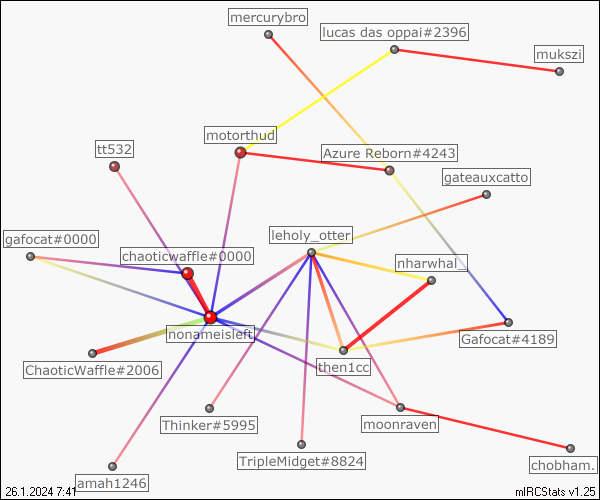 mercurybro
lucas das oppai#2396
mukszi
motorthud
tt532
Azure Reborn#4243
gateauxcatto
gafocat#0000
leholy_otter
chaoticwaffle#0000
nharwhal_.
nonameisleft
Gafocat#4189
ChaoticWaffle#2006
then1cc
Thinker#5995
moonraven
TripleMidget#8824
chobham.
amah1246
26.1.2024 7:41
mIRCStats v1.25